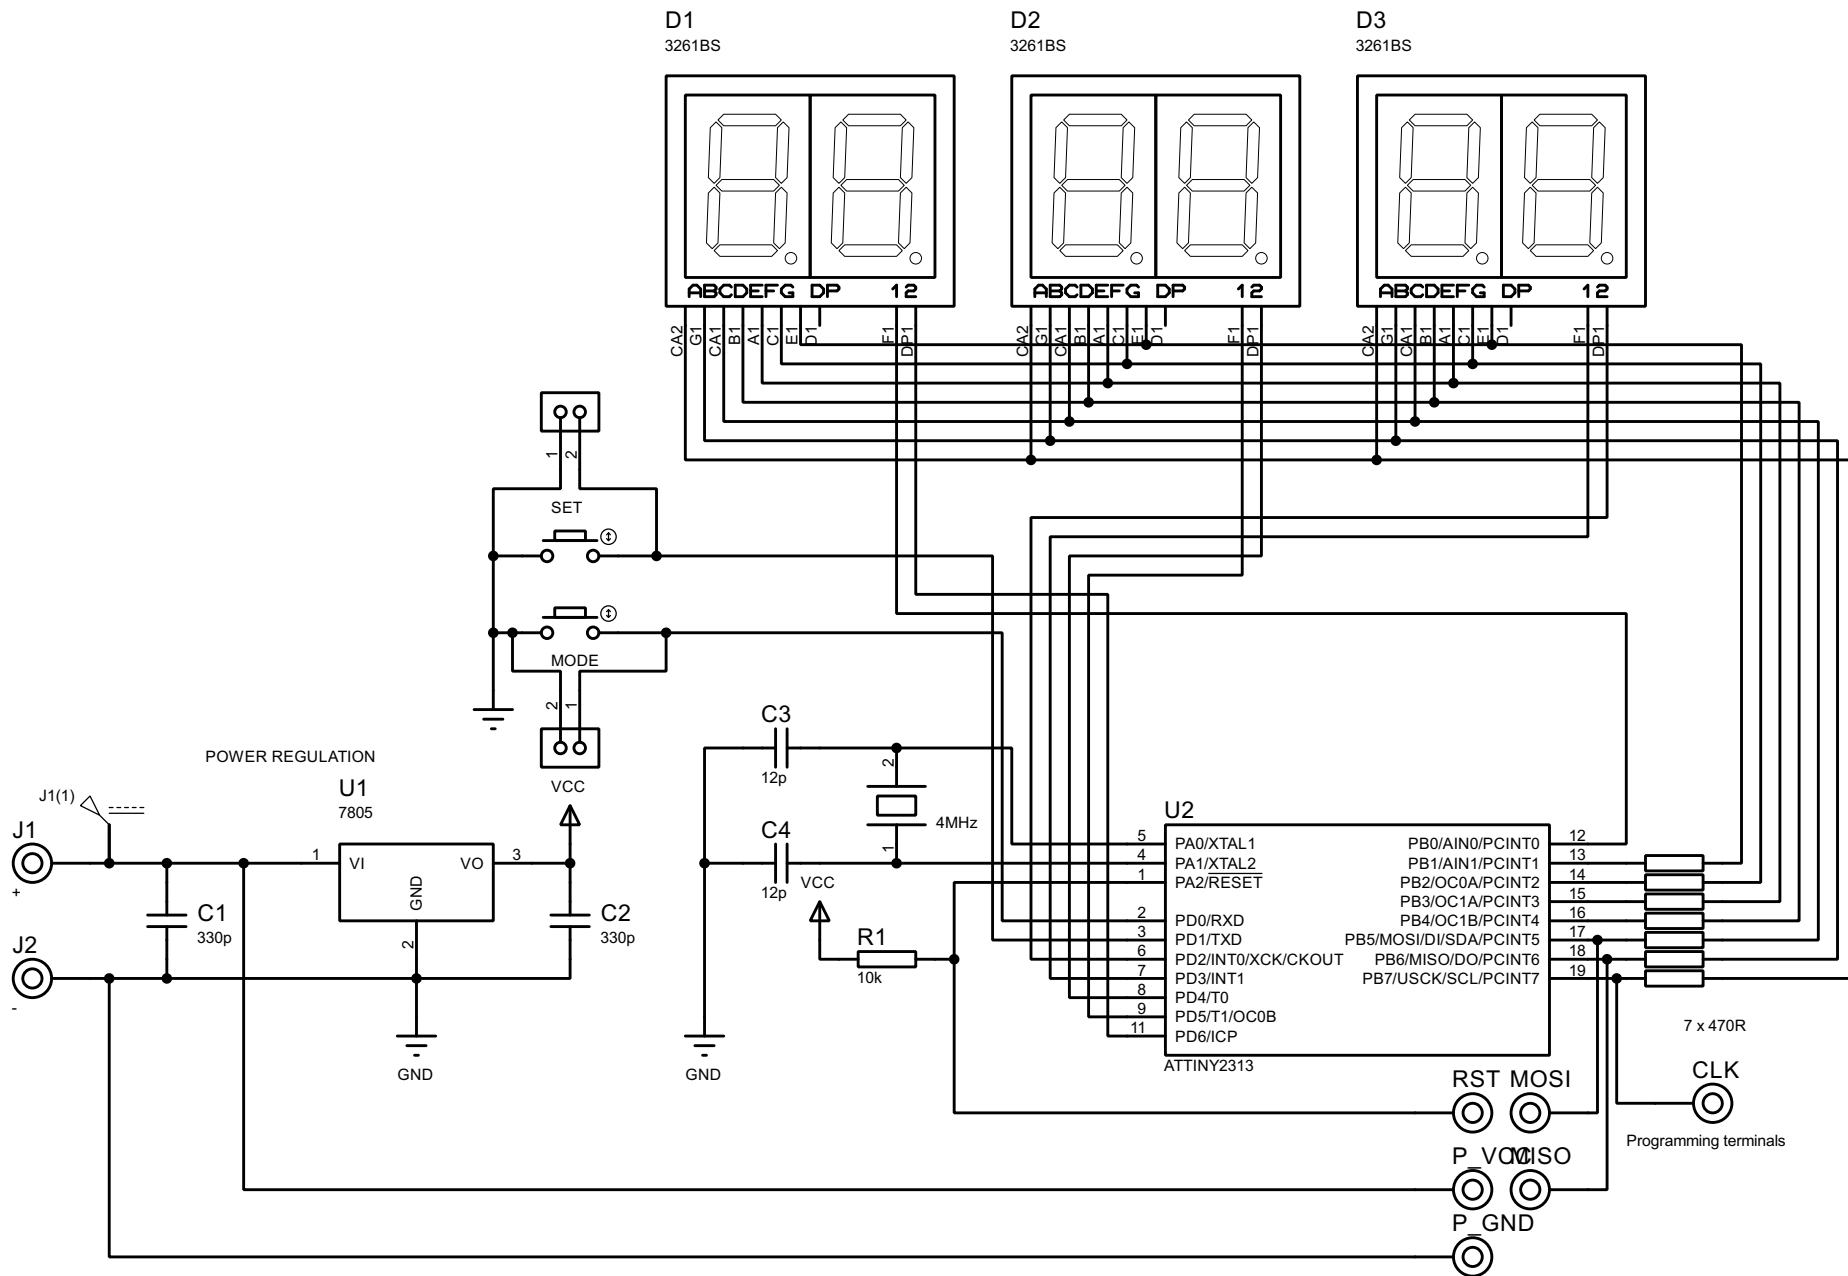 D1
3261BS
D2
3261BS
D3
3261BS
ABCDEFG DP 12
ABCDEFG DP 12
ABCDEFG DP 12
CA2 G1 CA1 B1 A1 C1 E1 D1 F1 DP1
CA2 G1 CA1 B1 A1 C1 E1 D1 F1 DP1
CA2 G1 CA1 B1 A1 C1 E1 D1 F1 DP1
1 2
SET
MODE
2 1
POWER REGULATION
U1
7805
VCC
J1(1)
J1
+
1 VI VO 3
GND
2
C1
330p
C2
330p
J2
-
GND
C3
12p
2
4MHz
1
C4
12p
VCC
R1
10k
GND
U2
5 PA0/XTAL1 PB0/AIN0/PCINT0 12
4 PA1/XTAL2 PB1/AIN1/PCINT1 13
1 PA2/RESET PB2/OC0A/PCINT2 14
PB3/OC1A/PCINT3 15
2 PD0/RXD PB4/OC1B/PCINT4 16
3 PD1/TXD PB5/MOSI/DI/SDA/PCINT5 17
6 PD2/INT0/XCK/CKOUT PB6/MISO/DO/PCINT6 18
7 PD3/INT1 PB7/USCK/SCL/PCINT7 19
8 PD4/T0
9 PD5/T1/OC0B
11 PD6/ICP
ATTINY2313
7 x 470R
RST MOSI
CLK
Programming terminals
P_VCC MISO
P_GND